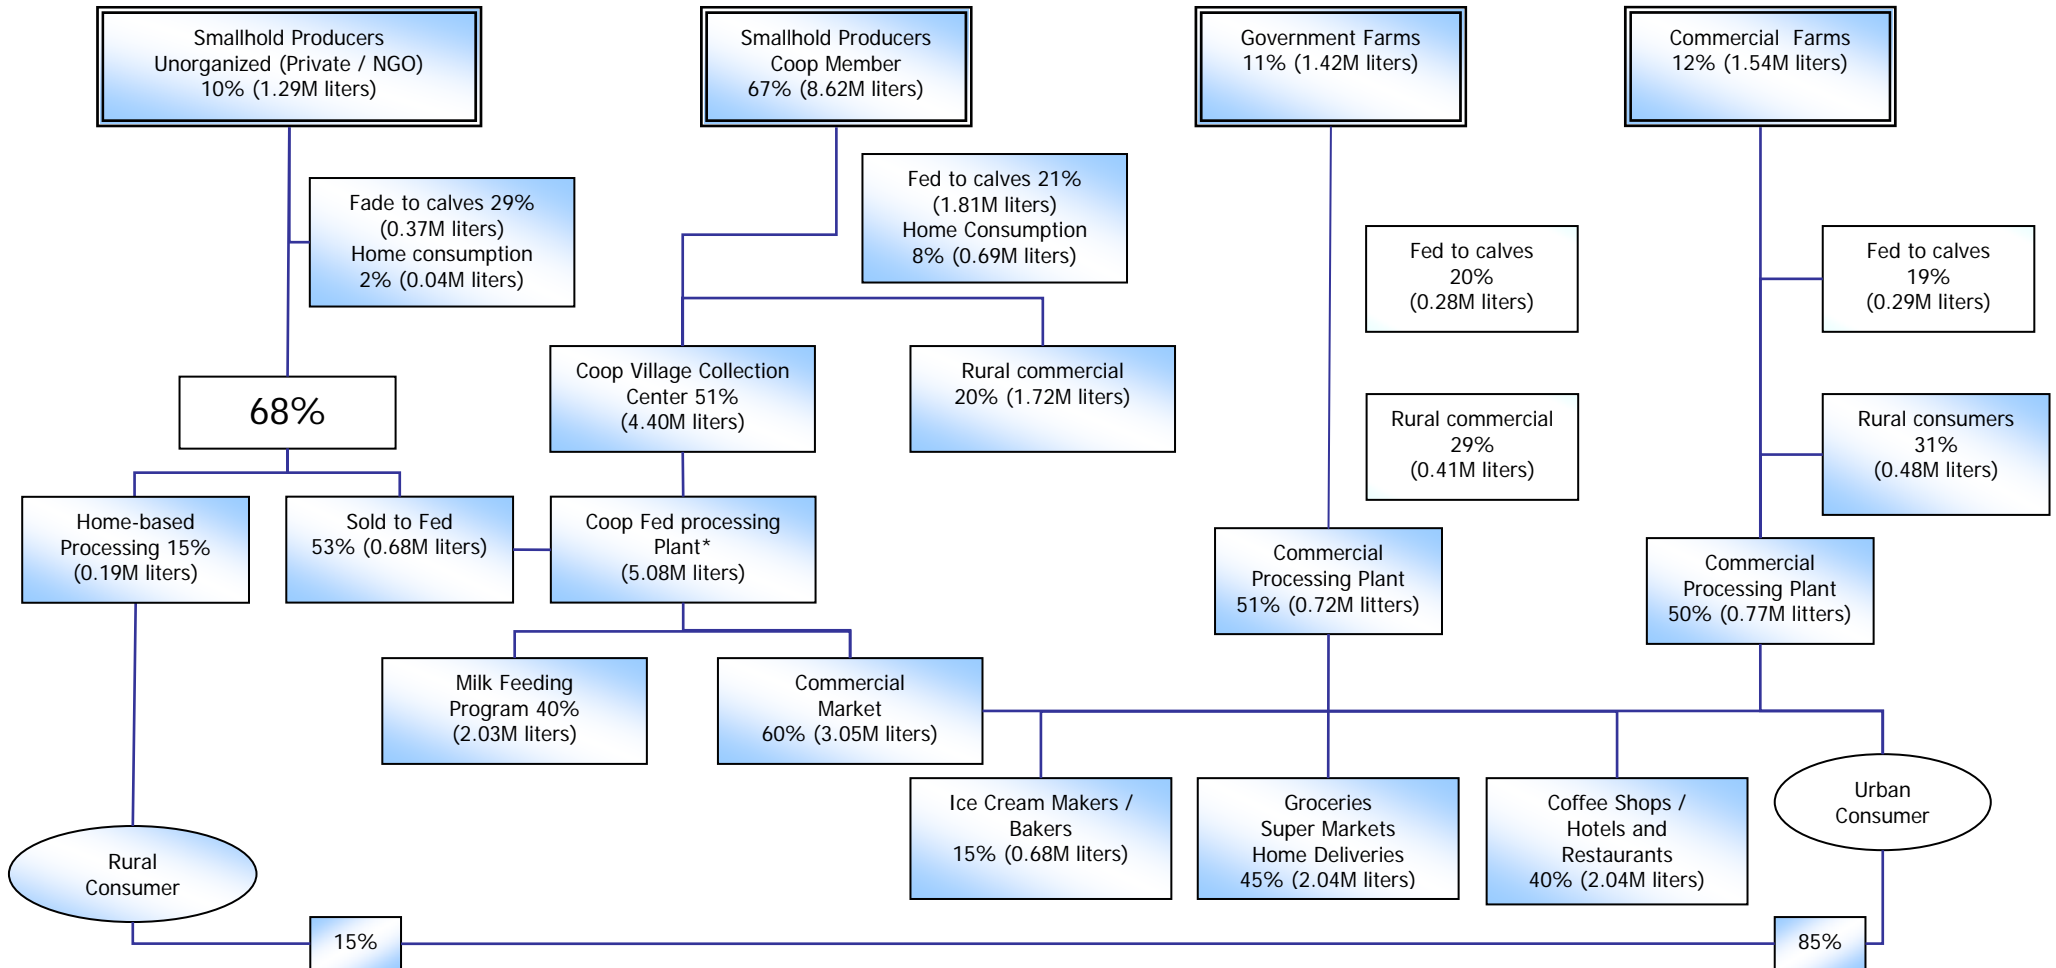 Smallhold Producers
Unorganized (Private / NGO)
10% (1.29M liters)
Smallhold Producers
Coop Member
67% (8.62M liters)
Government Farms
11% (1.42M liters)
Commercial Farms
12% (1.54M liters)
Fade to calves 29%
(0.37M liters)
Home consumption
2% (0.04M liters)
Fed to calves 21%
(1.81M liters)
Home Consumption
8% (0.69M liters)
Fed to calves
20%
(0.28M liters)
Fed to calves
19%
(0.29M liters)
68%
Coop Village Collection
Center 51%
(4.40M liters)
Rural commercial
20% (1.72M liters)
Rural commercial
29%
(0.41M liters)
Rural consumers
31%
(0.48M liters)
Home-based
Processing 15%
(0.19M liters)
Sold to Fed
53% (0.68M liters)
Coop Fed processing
Plant*
(5.08M liters)
Commercial
Processing Plant
51% (0.72M litters)
Commercial
Processing Plant
50% (0.77M litters)
Milk Feeding
Program 40%
(2.03M liters)
Commercial
Market
60% (3.05M liters)
Ice Cream Makers /
Bakers
15% (0.68M liters)
Groceries
Super Markets
Home Deliveries
45% (2.04M liters)
Coffee Shops /
Hotels and
Restaurants
40% (2.04M liters)
Urban
Consumer
Rural
Consumer
15%
85%